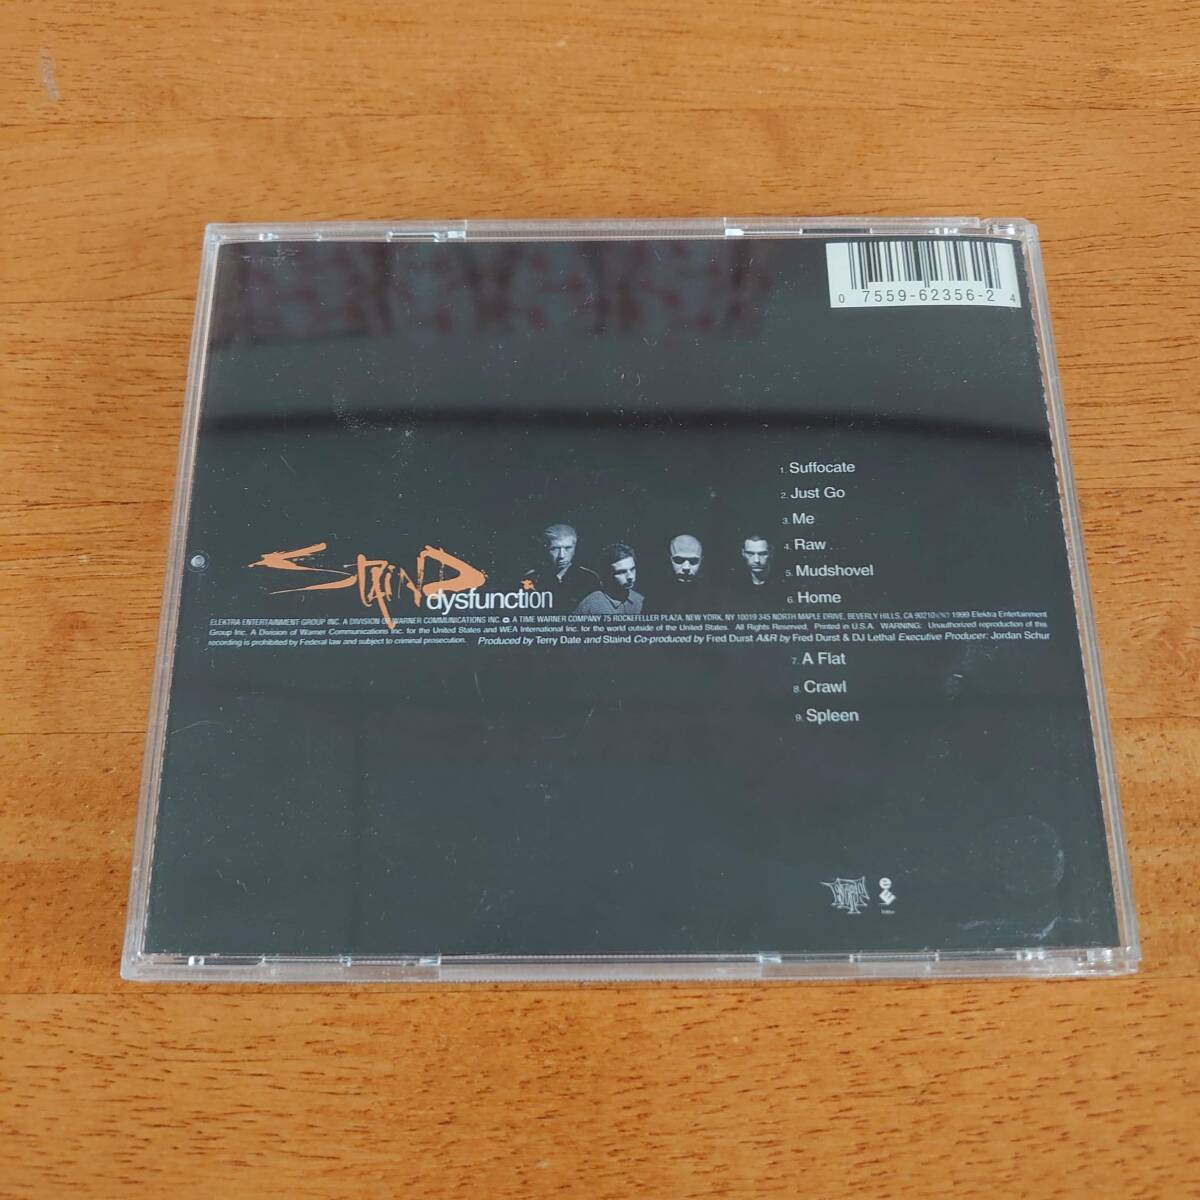 0 7559-62356-2 4
1. Suffocate
2. Just Go
3. Me
4. Raw
5. Mudshovel
6. Home
STAIND
dysfunction
ELEKTRA ENTERTAINMENT GROUP INC. A DIVISION OF WARNER COMMUNICATIONS INC. A TIME WARNER COMPANY 75 ROCKEFELLER PLAZA, NEW YORK, NY 10019 345 NORTH MAPLE DRIVE, BEVERLY HILLS, CA 90210 ©℗ 1999 Elektra Entertainment
Group Inc. A Division of Warner Communications Inc. for the United States and WEA International Inc. for the world outside of the United States. All Rights Reserved. Printed in U.S.A. WARNING: Unauthorized reproduction of this
recording is prohibited by Federal law and subject to criminal prosecution. Produced by Terry Date and Staind Co-produced by Fred Durst A&R by Fred Durst & DJ Lethal Executive Producer: Jordan Schur
7. A Flat
8. Crawl
9. Spleen